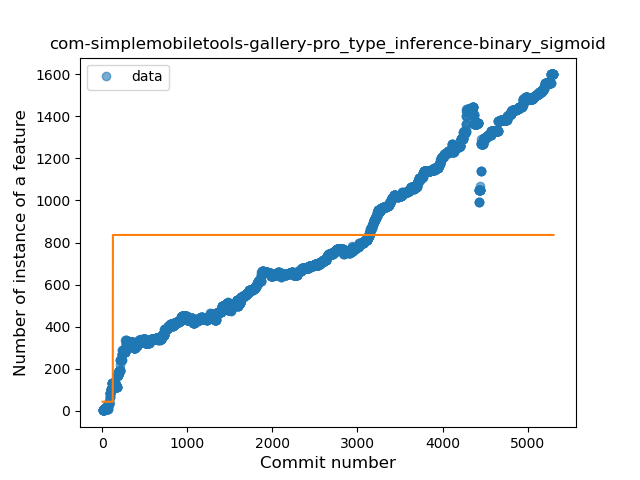 com-simplemobiletools-gallery-pro_type_inference-binary_sigmoid
data
Number of instance of a feature
1600
1400
1200
1000
800
600
400
200
0
0 1000 2000 3000 4000 5000
Commit number